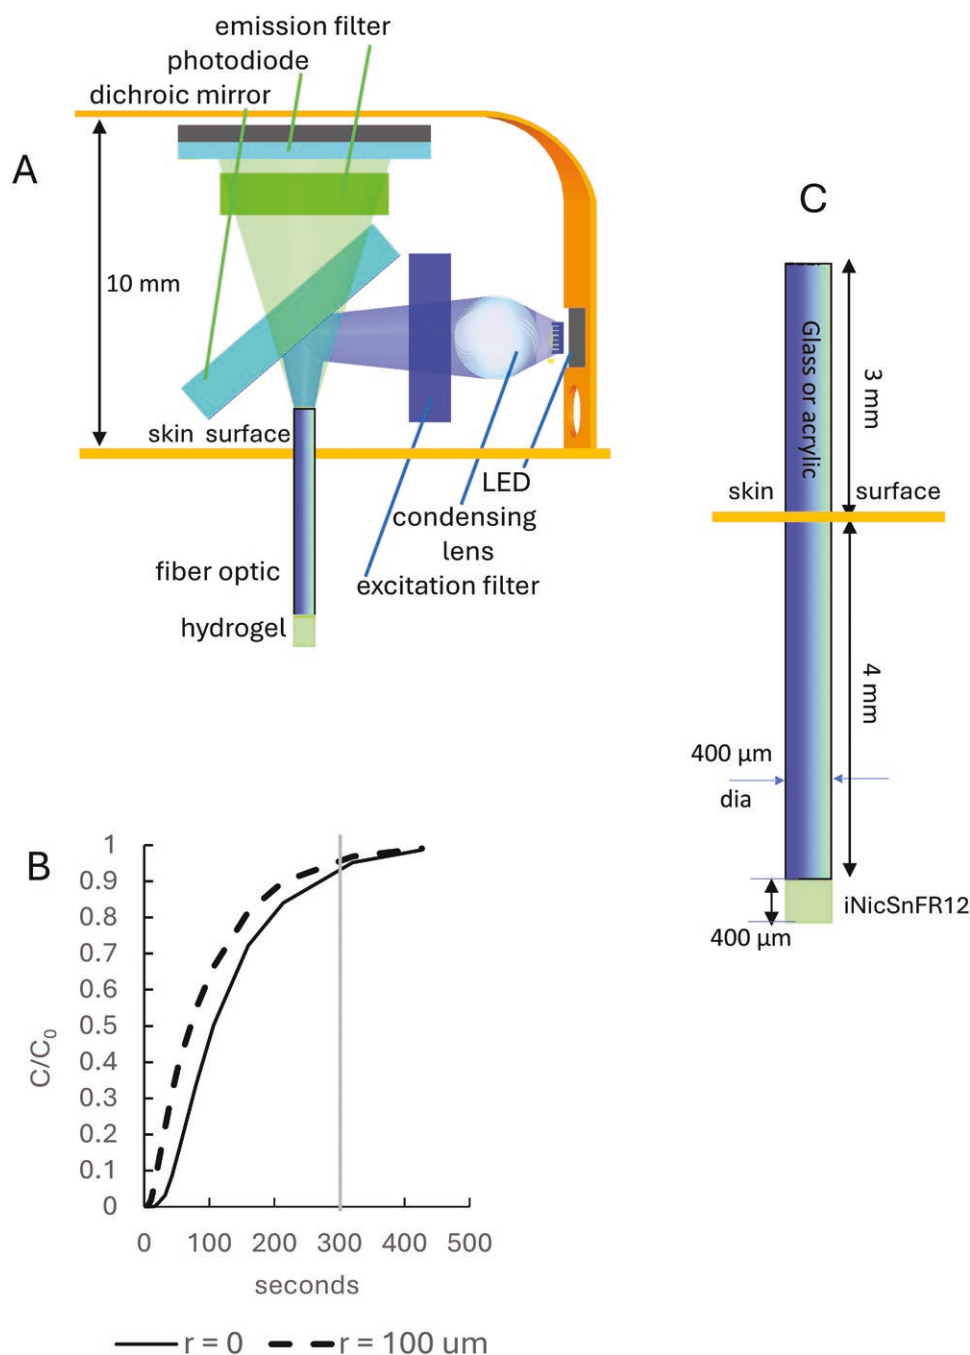 emission filter
photodiode
dichroic mirror
A
10 mm
skin surface
LED
condensing
lens
excitation filter
fiber optic
hydrogel
B
1
0.9
0.8
0.7
0.6
0.5
0.4
0.3
0.2
0.1
0
C/C0
0 100 200 300 400 500
seconds
r = 0 r = 100 um
C
Glass or acrylic
3 mm
skin surface
4 mm
400 µm
dia
iNicSnFR12
400 µm